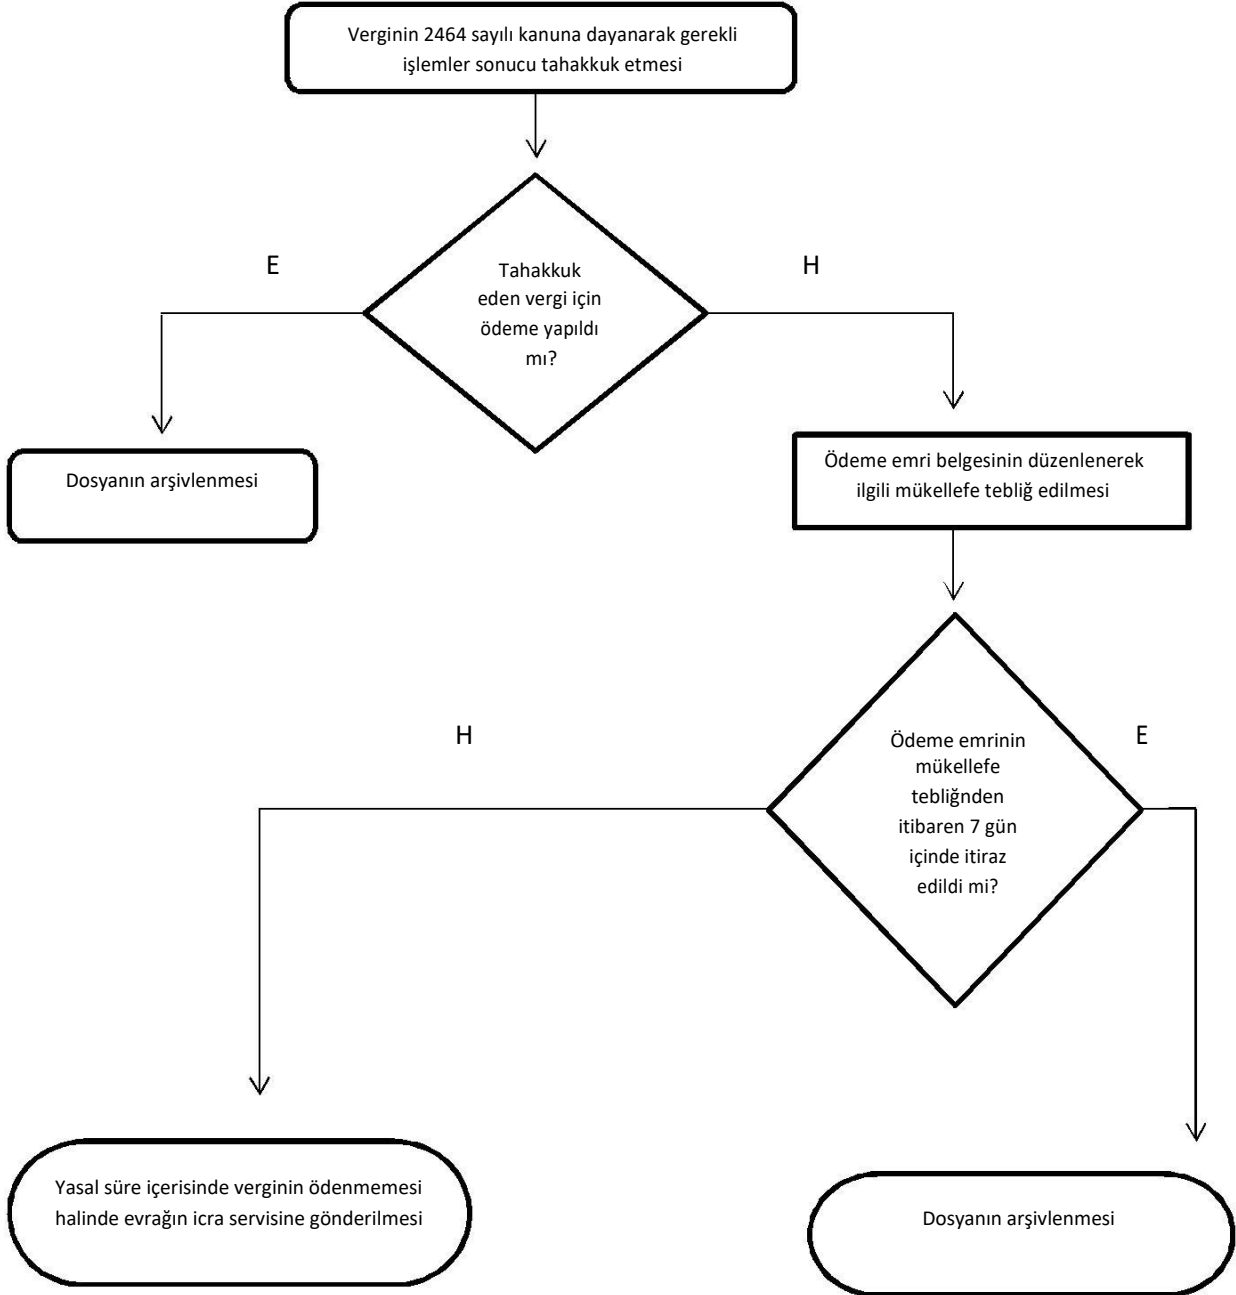 Verginin 2464 sayılı kanuna dayanarak gerekli
işlemler sonucu tahakkuk etmesi
E
H
Tahakkuk
eden vergi için
ödeme yapıldı
mı?
Dosyanın arşivlenmesi
Ödeme emri belgesinin düzenlenerek
ilgili mükellefe tebliğ edilmesi
H
E
Ödeme emrinin
mükellefe
tebliğnden
itibaren 7 gün
içinde itiraz
edildi mi?
Yasal süre içerisinde verginin ödenmemesi
halinde evrağın icra servisine gönderilmesi
Dosyanın arşivlenmesi